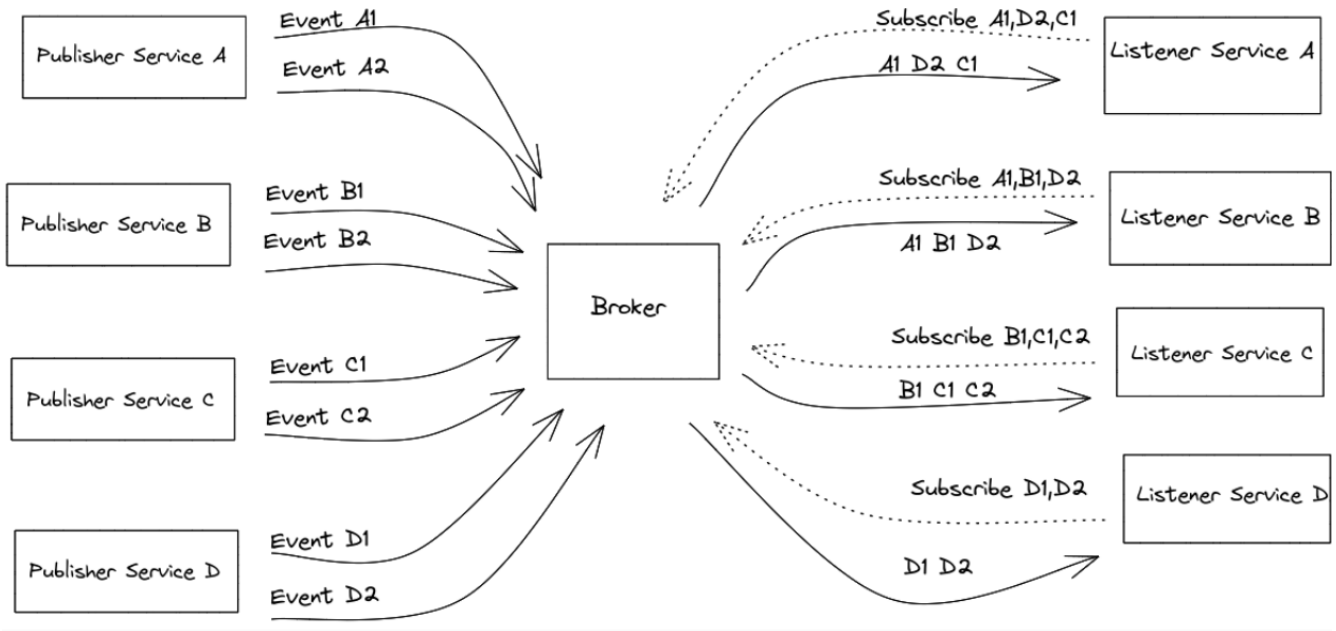 Event A1
Subscribe A1,D2,C1
Publisher Service A
Listener Service A
Event A2
A1 D2 C1
Event B1
Subscribe A1,B1,D2
Publisher Service B
Listener Service B
Event B2
A1 B1 D2
Broker
Subscribe B1,C1,C2
Listener Service C
Event C1
B1 C1 C2
Publisher Service C
Event C2
Subscribe D1,D2
Listener Service D
Event D1
Publisher Service D
D1 D2
Event D2